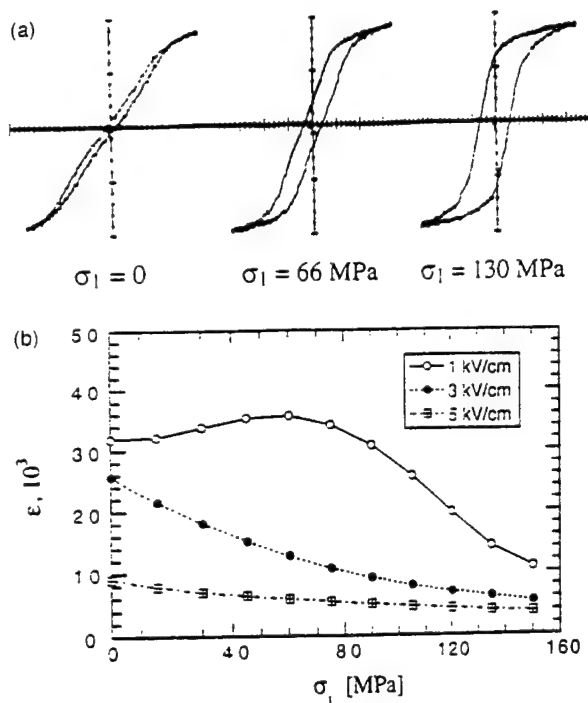 (a)
σ₁ = 0
σ₁ = 66 MPa
σ₁ = 130 MPa
(b)
50
40
30
20
10
0
ε, 10³
1 kV/cm
3 kV/cm
5 kV/cm
0
40
80
120
160
σ₁ [MPa]